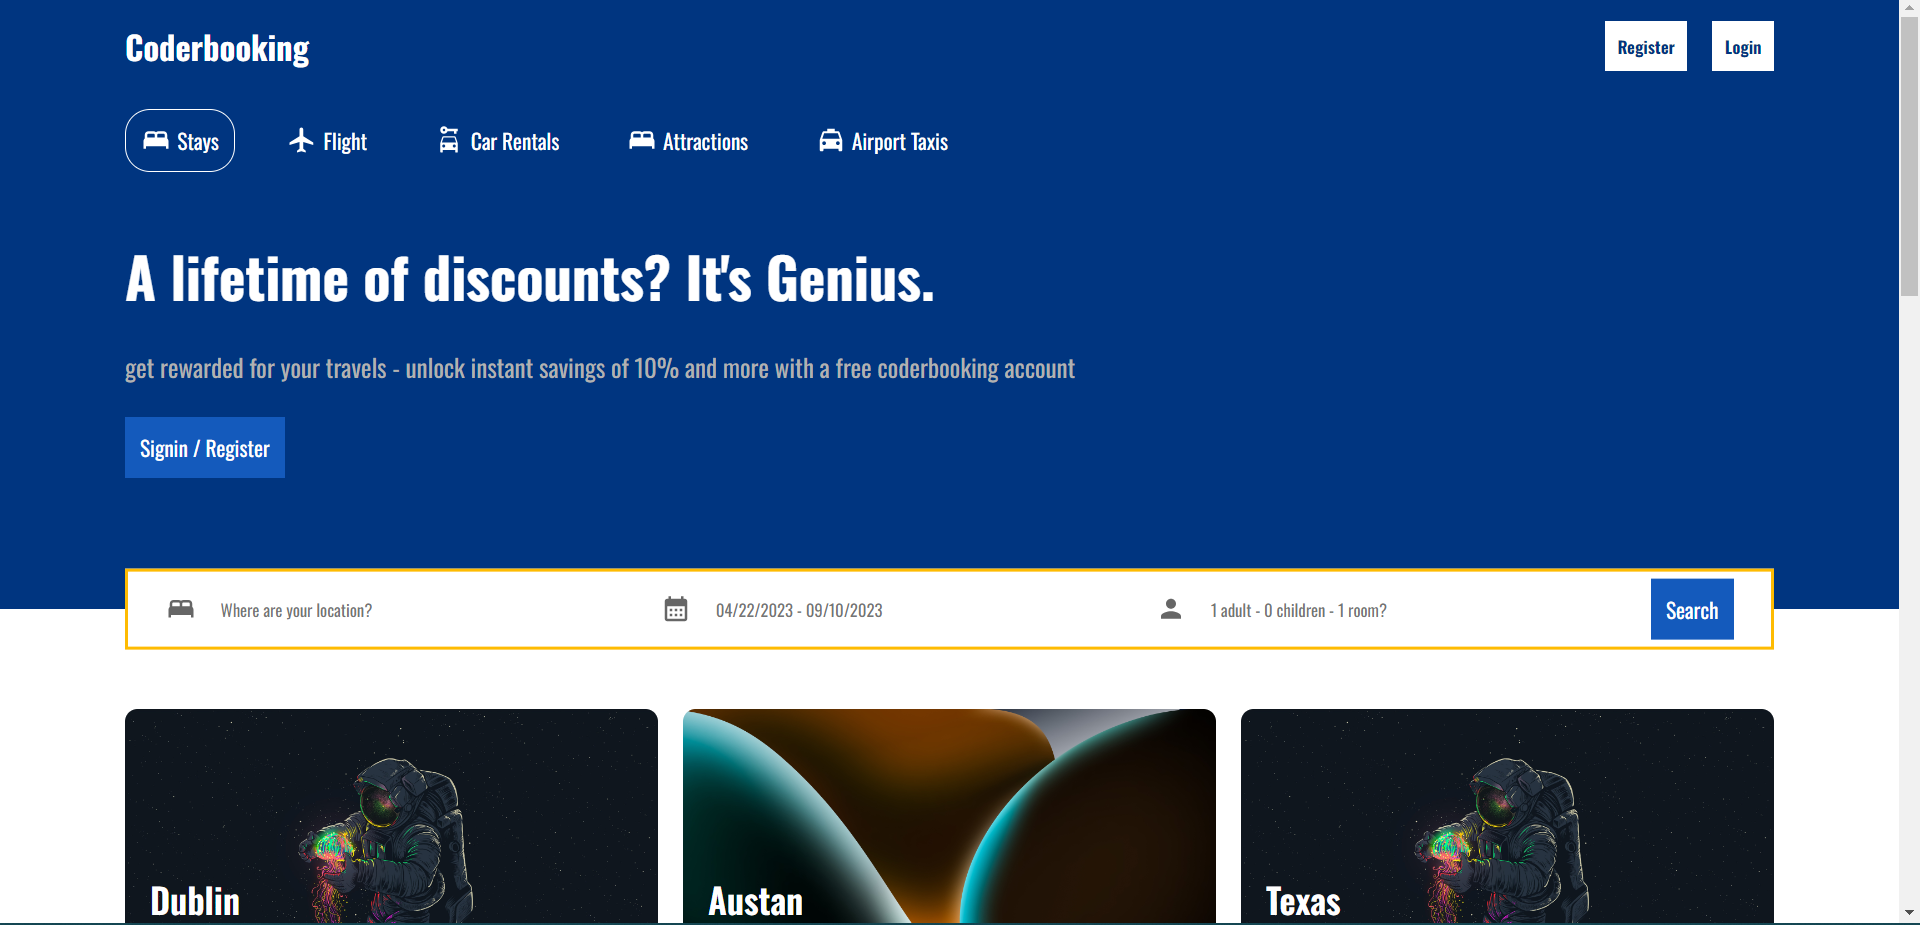 Coderbooking
Register
Login
Stays
Flight
Car Rentals
Attractions
Airport Taxis
A lifetime of discounts? It's Genius.
get rewarded for your travels - unlock instant savings of 10% and more with a free coderbooking account
Signin / Register
Where are your location?
04/22/2023 - 09/10/2023
1 adult - 0 children - 1 room?
Search
Dublin
Austan
Texas